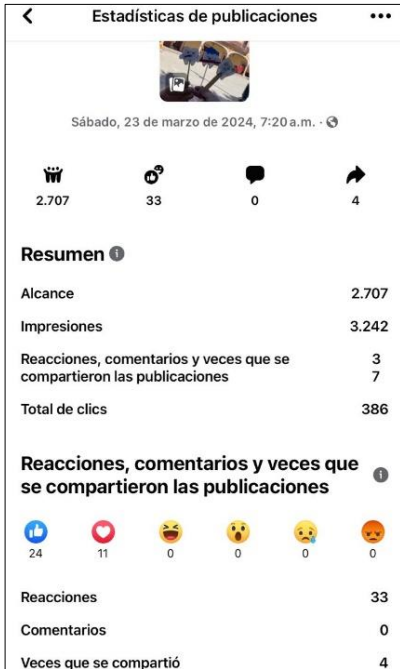 Estadísticas de publicaciones
Sábado, 23 de marzo de 2024, 7:20 a.m. ·
2.707 33 0 4
Resumen
Alcance 2.707
Impresiones 3.242
Reacciones, comentarios y veces que se 3
compartieron las publicaciones 7
Total de clics 386
Reacciones, comentarios y veces que
se compartieron las publicaciones
24 11 0 0 0 0
Reacciones 33
Comentarios 0
Veces que se compartió 4